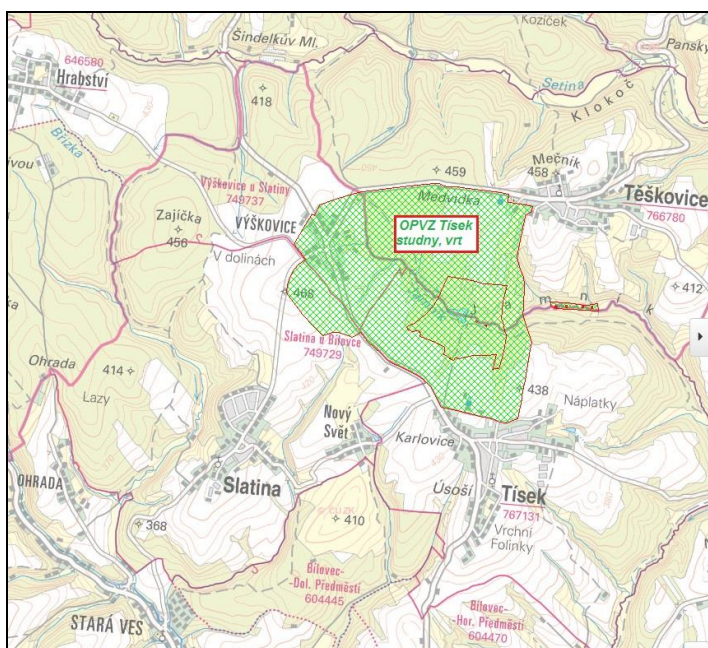 Kozíček
Šindelkův Ml.
Panský
646580
Hrabství
Setina
Klokoč
418
Brizka
Mečník
459
458
Výškovice u Slatiny
749737
Medvidka
Těškovice
766780
VÝŠKOVICE
OPVZ Tísek
studny, vrt
Zajíčka
456
V dolinách
412
468
Slatina u Bílovce
749729
Ohrada
414
438
Lazy
Náplatky
Nový
Svět
Karlovice
OHRADA
Slatina
Úsoší
Tísek
767131
410
368
Vrchní
Folinky
Bílovec-
-Dol. Předměstí
604445
Bílovec-
-Hor. Předměstí
604470
STARÁ VES